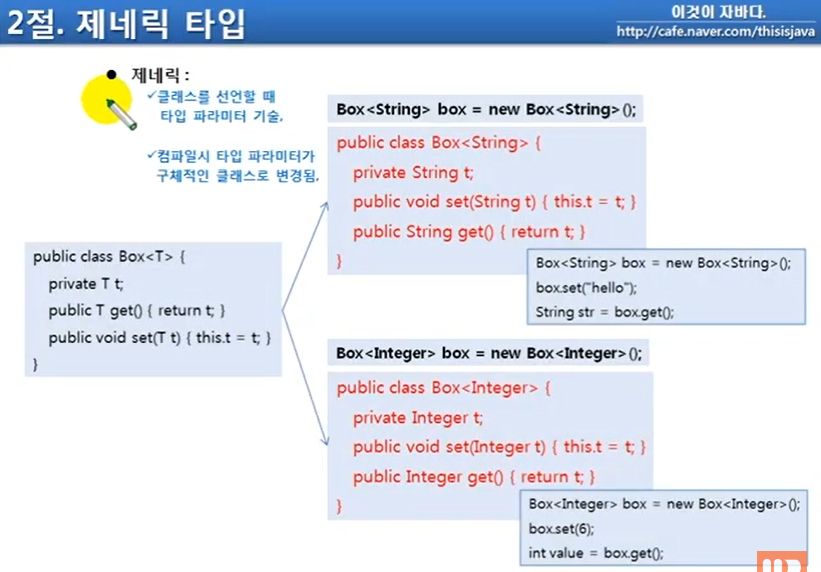 2절. 제네릭 타입
이것이 자바다.
http://cafe.naver.com/thisisjava
● 제네릭 :
✓클래스를 선언할 때
타입 파라미터 기술,
✓컴파일시 타입 파라미터가
구체적인 클래스로 변경됨,
public class Box<T> {
private T t;
public T get() { return t; }
public void set(T t) { this.t = t; }
}
Box<String> box = new Box<String>();
public class Box<String> {
private String t;
public void set(String t) { this.t = t; }
public String get() { return t; }
}
Box<String> box = new Box<String>();
box.set("hello");
String str = box.get();
Box<Integer> box = new Box<Integer>();
public class Box<Integer> {
private Integer t;
public void set(Integer t) { this.t = t; }
public Integer get() { return t; }
}
Box<Integer> box = new Box<Integer>();
box.set(6);
int value = box.get();